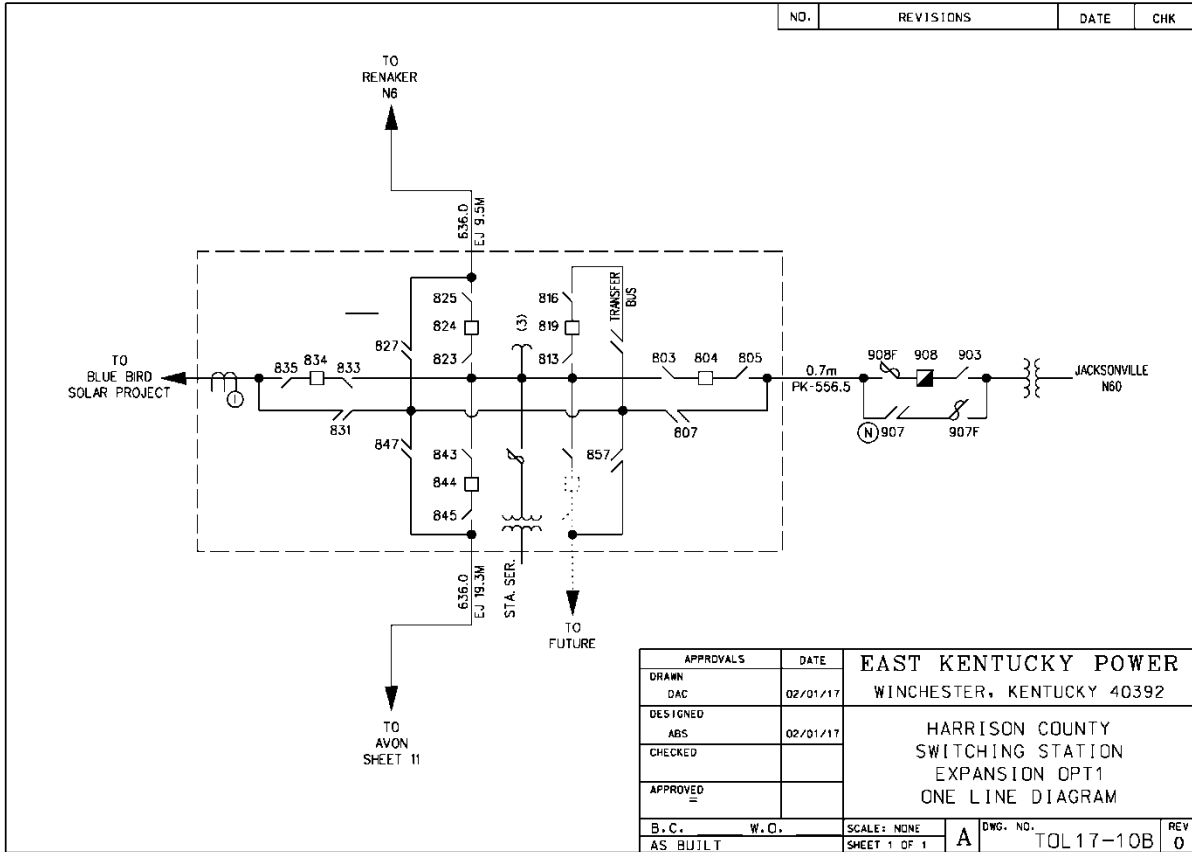 NO. REVISIONS DATE CHK
TO
RENAKER
N6
636.0
EJ 9.5M
825
816
TRANSFER
BUS
824
(3)
819
827
823
813
803 804 805
TO
BLUE BIRD
SOLAR PROJECT
835 834 833
I
0.7m
PK-556.5
908F 908 903
JACKSONVILLE
N60
831
807
N 907 907F
847
843
857
844
845
636.0
EJ 19.3M
STA. SER.
TO
FUTURE
TO
AVON
SHEET 11
APPROVALS DATE
DRAWN
DAC 02/01/17
DESIGNED
ABS 02/01/17
CHECKED
APPROVED
=
EAST KENTUCKY POWER
WINCHESTER, KENTUCKY 40392
HARRISON COUNTY
SWITCHING STATION
EXPANSION OPT1
ONE LINE DIAGRAM
B.C. W.O.
AS BUILT
SCALE: NONE
SHEET 1 OF 1
A
DWG. NO.
TOL17-10B
REV
0